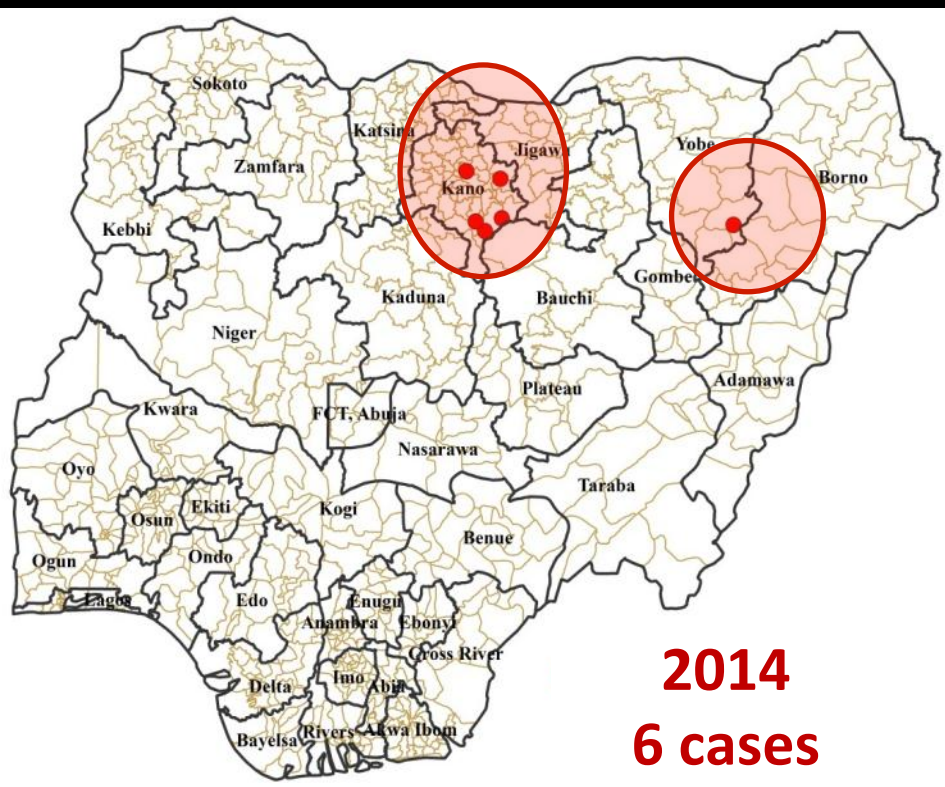 Sokoto
Katsina
Yobe
Jigawa
Zamfara
Borno
Kano
Kebbi
Gombe
Kaduna
Bauchi
Niger
Adamawa
Plateau
Kwara
FCT, Abuja
Nasarawa
Oyo
Taraba
Ekiti
Kogi
Osun
Benue
Ondo
Ogun
Lagos
Edo
Enugu
Anambra
Ebonyi
Cross River
Imo
Abia
Delta
Rivers
Akwa Ibom
Bayelsa
2014
6 cases